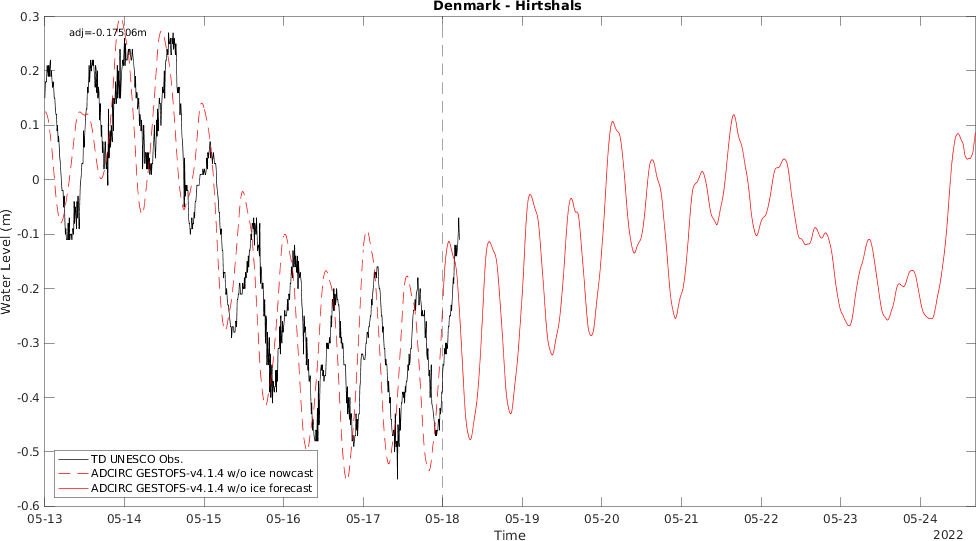 Denmark - Hirtshals
adj=-0.17506m
0.3
0.2
0.1
0
-0.1
-0.2
-0.3
-0.4
-0.5
-0.6
Water Level (m)
TD UNESCO Obs.
ADCIRC GESTOFS-v4.1.4 w/o ice nowcast
ADCIRC GESTOFS-v4.1.4 w/o ice forecast
05-13 05-14 05-15 05-16 05-17 05-18 05-19 05-20 05-21 05-22 05-23 05-24
Time
2022